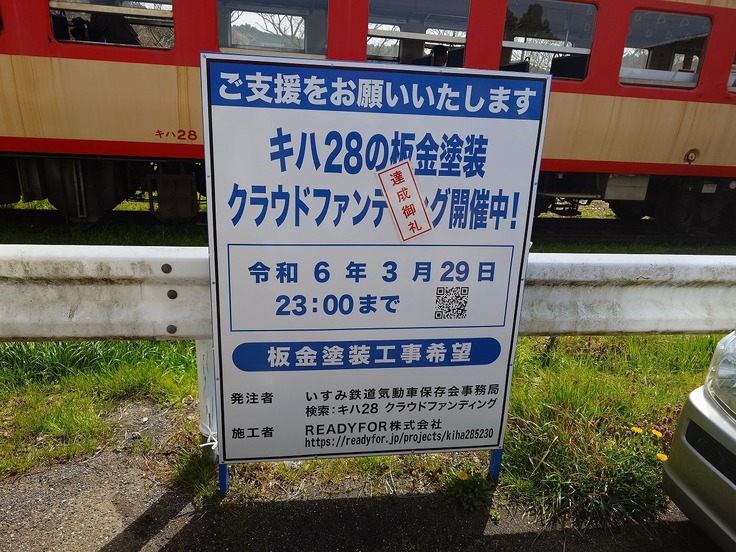 キハ28
ご支援をお願いいたします
キハ28の板金塗装
クラウドファンディング開催中!
達成御礼
令和6年3月29日
23:00まで
板金塗装工事希望
発注者 いすみ鉄道気動車保存会事務局
検索:キハ28 クラウドファンディング
施工者 READYFOR株式会社
https://readyfor.jp/projects/kiha285230